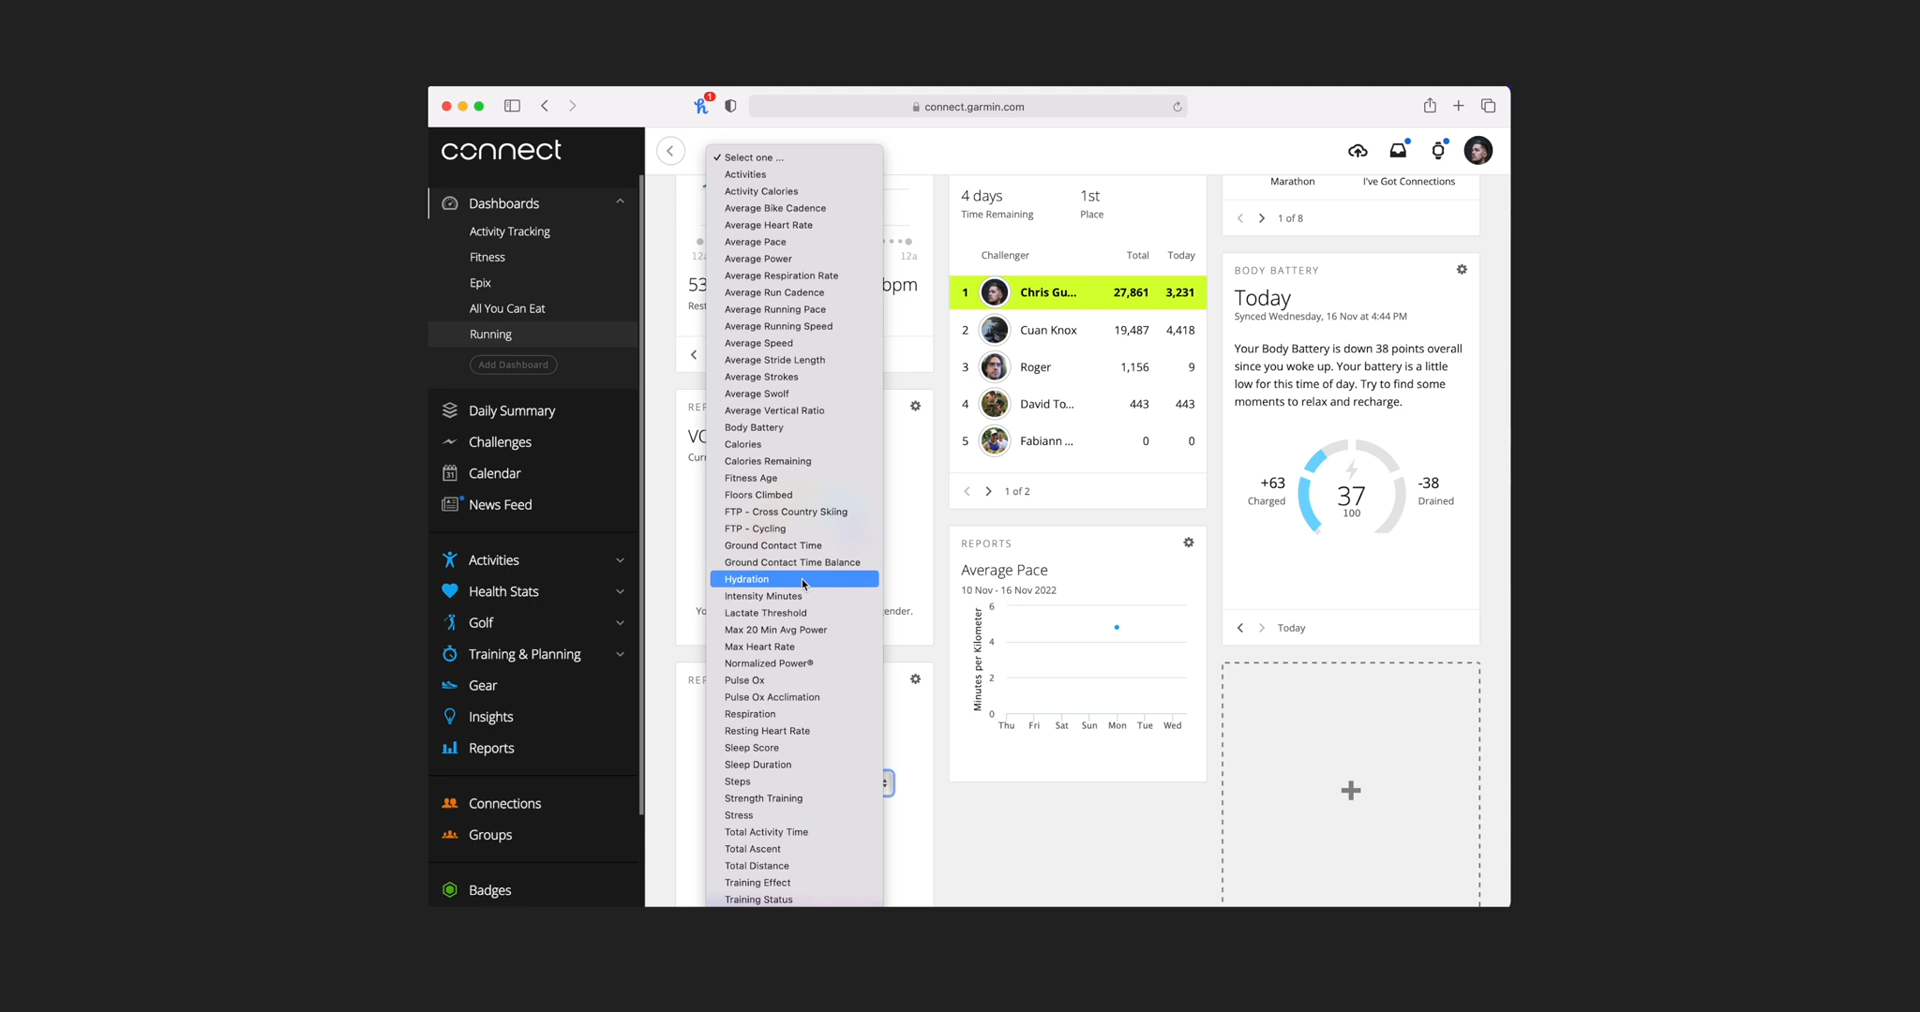 1
connect.garmin.com
connect
Dashboards
Activity Tracking
Fitness
Epix
All You Can Eat
Running
Add Dashboard
Daily Summary
Challenges
31
Calendar
News Feed
Activities
Health Stats
Golf
Training & Planning
Gear
Insights
Reports
Connections
Groups
Badges
✓ Select one ...
Activities
Activity Calories
Average Bike Cadence
Average Heart Rate
Average Pace
Average Power
Average Respiration Rate
Average Run Cadence
Average Running Pace
Average Running Speed
Average Speed
Average Stride Length
Average Strokes
Average Swolf
Average Vertical Ratio
Body Battery
Calories
Calories Remaining
Fitness Age
Floors Climbed
FTP - Cross Country Skiing
FTP - Cycling
Ground Contact Time
Ground Contact Time Balance
Hydration
Intensity Minutes
Lactate Threshold
Max 20 Min Avg Power
Max Heart Rate
Normalized Power®
Pulse Ox
Pulse Ox Acclimation
Respiration
Resting Heart Rate
Sleep Score
Sleep Duration
Steps
Strength Training
Stress
Total Activity Time
Total Ascent
Total Distance
Training Effect
Training Status
12a
12a
53
bpm
Rest
REP
VO
Curr
Yo
ender.
REP
4 days
1st
Time Remaining
Place
Challenger Total Today
1 Chris Gu... 27,861 3,231
2 Cuan Knox 19,487 4,418
3 Roger 1,156 9
4 David To... 443 443
5 Fabiann ... 0 0
1 of 2
REPORTS
Average Pace
10 Nov - 16 Nov 2022
Minutes per Kilometer
6
4
2
0
Thu Fri Sat Sun Mon Tue Wed
Marathon
I've Got Connections
1 of 8
BODY BATTERY
Today
Synced Wednesday, 16 Nov at 4:44 PM
Your Body Battery is down 38 points overall
since you woke up. Your battery is a little
low for this time of day. Try to find some
moments to relax and recharge.
+63
Charged
37
100
-38
Drained
Today